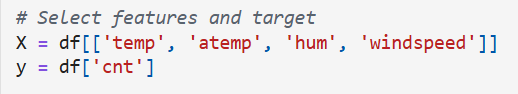 # Select features and target
X = df[['temp', 'atemp', 'hum', 'windspeed']]
y = df['cnt']